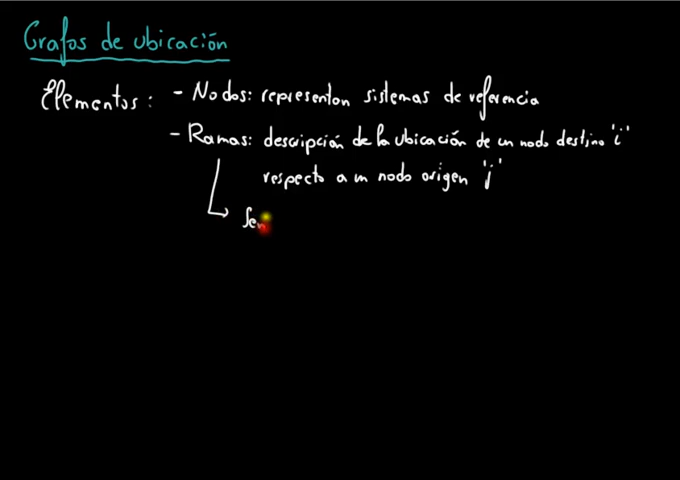 Grafos de ubicación
Elementos: - Nodos: representan sistemas de referencia
- Ramas: descripción de la ubicación de un nodo destino 'i'
respecto a un nodo origen 'j'
Sen